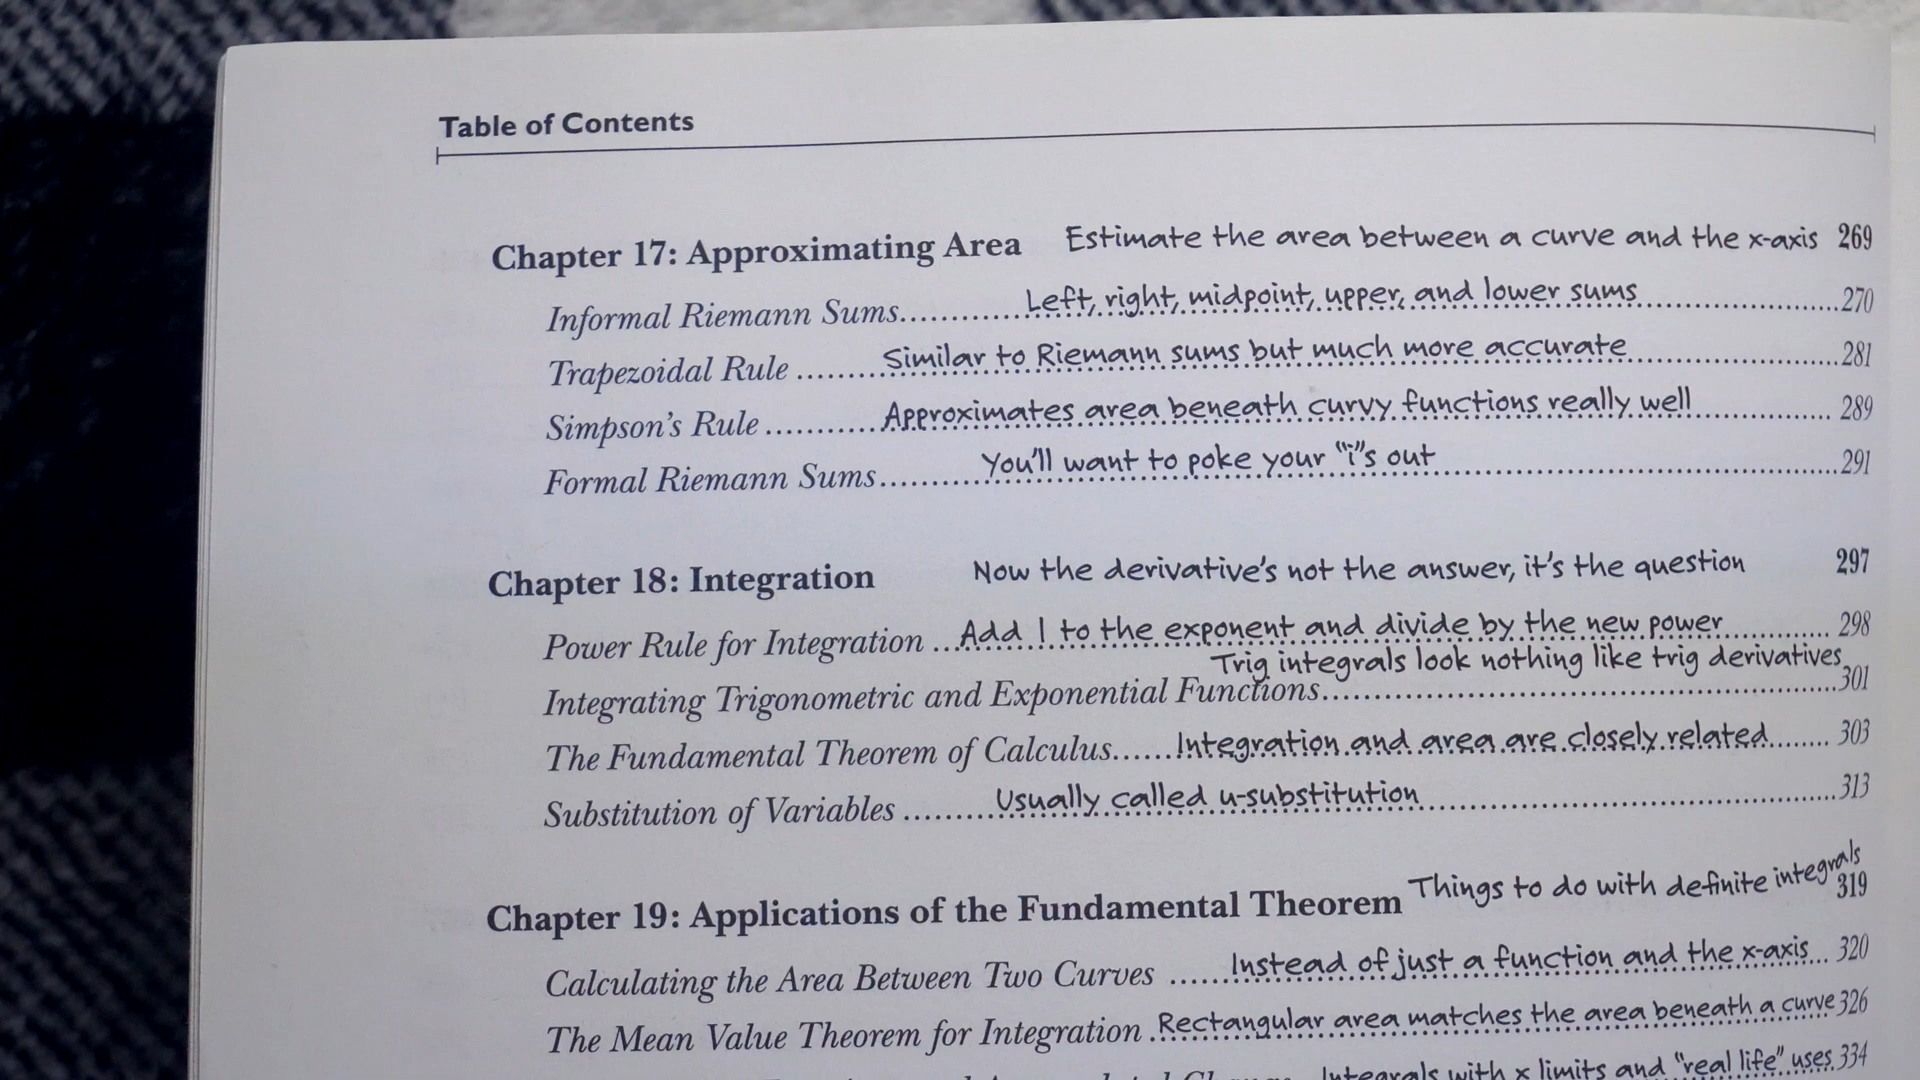 Table of Contents
Chapter 17: Approximating Area Estimate the area between a curve and the x-axis 269
Informal Riemann Sums............Left, right, midpoint, upper, and lower sums....................270
Trapezoidal Rule ........Similar to Riemann sums but much more accurate.....................281
Simpson's Rule ...........Approximates area beneath curvy functions really well............. 289
Formal Riemann Sums..........You'll want to poke your "i"s out........................................291
Chapter 18: Integration Now the derivative's not the answer, it's the question 297
Power Rule for Integration ...Add 1 to the exponent and divide by the new power............. 298
Trig integrals look nothing like trig derivatives
Integrating Trigonometric and Exponential Functions....................................................301
The Fundamental Theorem of Calculus......Integration and area are closely related....... 303
Substitution of Variables .........Usually called u-substitution.........................................313
Chapter 19: Applications of the Fundamental Theorem Things to do with definite integrals 319
Calculating the Area Between Two Curves ......Instead of just a function and the x-axis... 320
The Mean Value Theorem for Integration .Rectangular area matches the area beneath a curve 326
Integrals with x limits and "real life" uses. 334